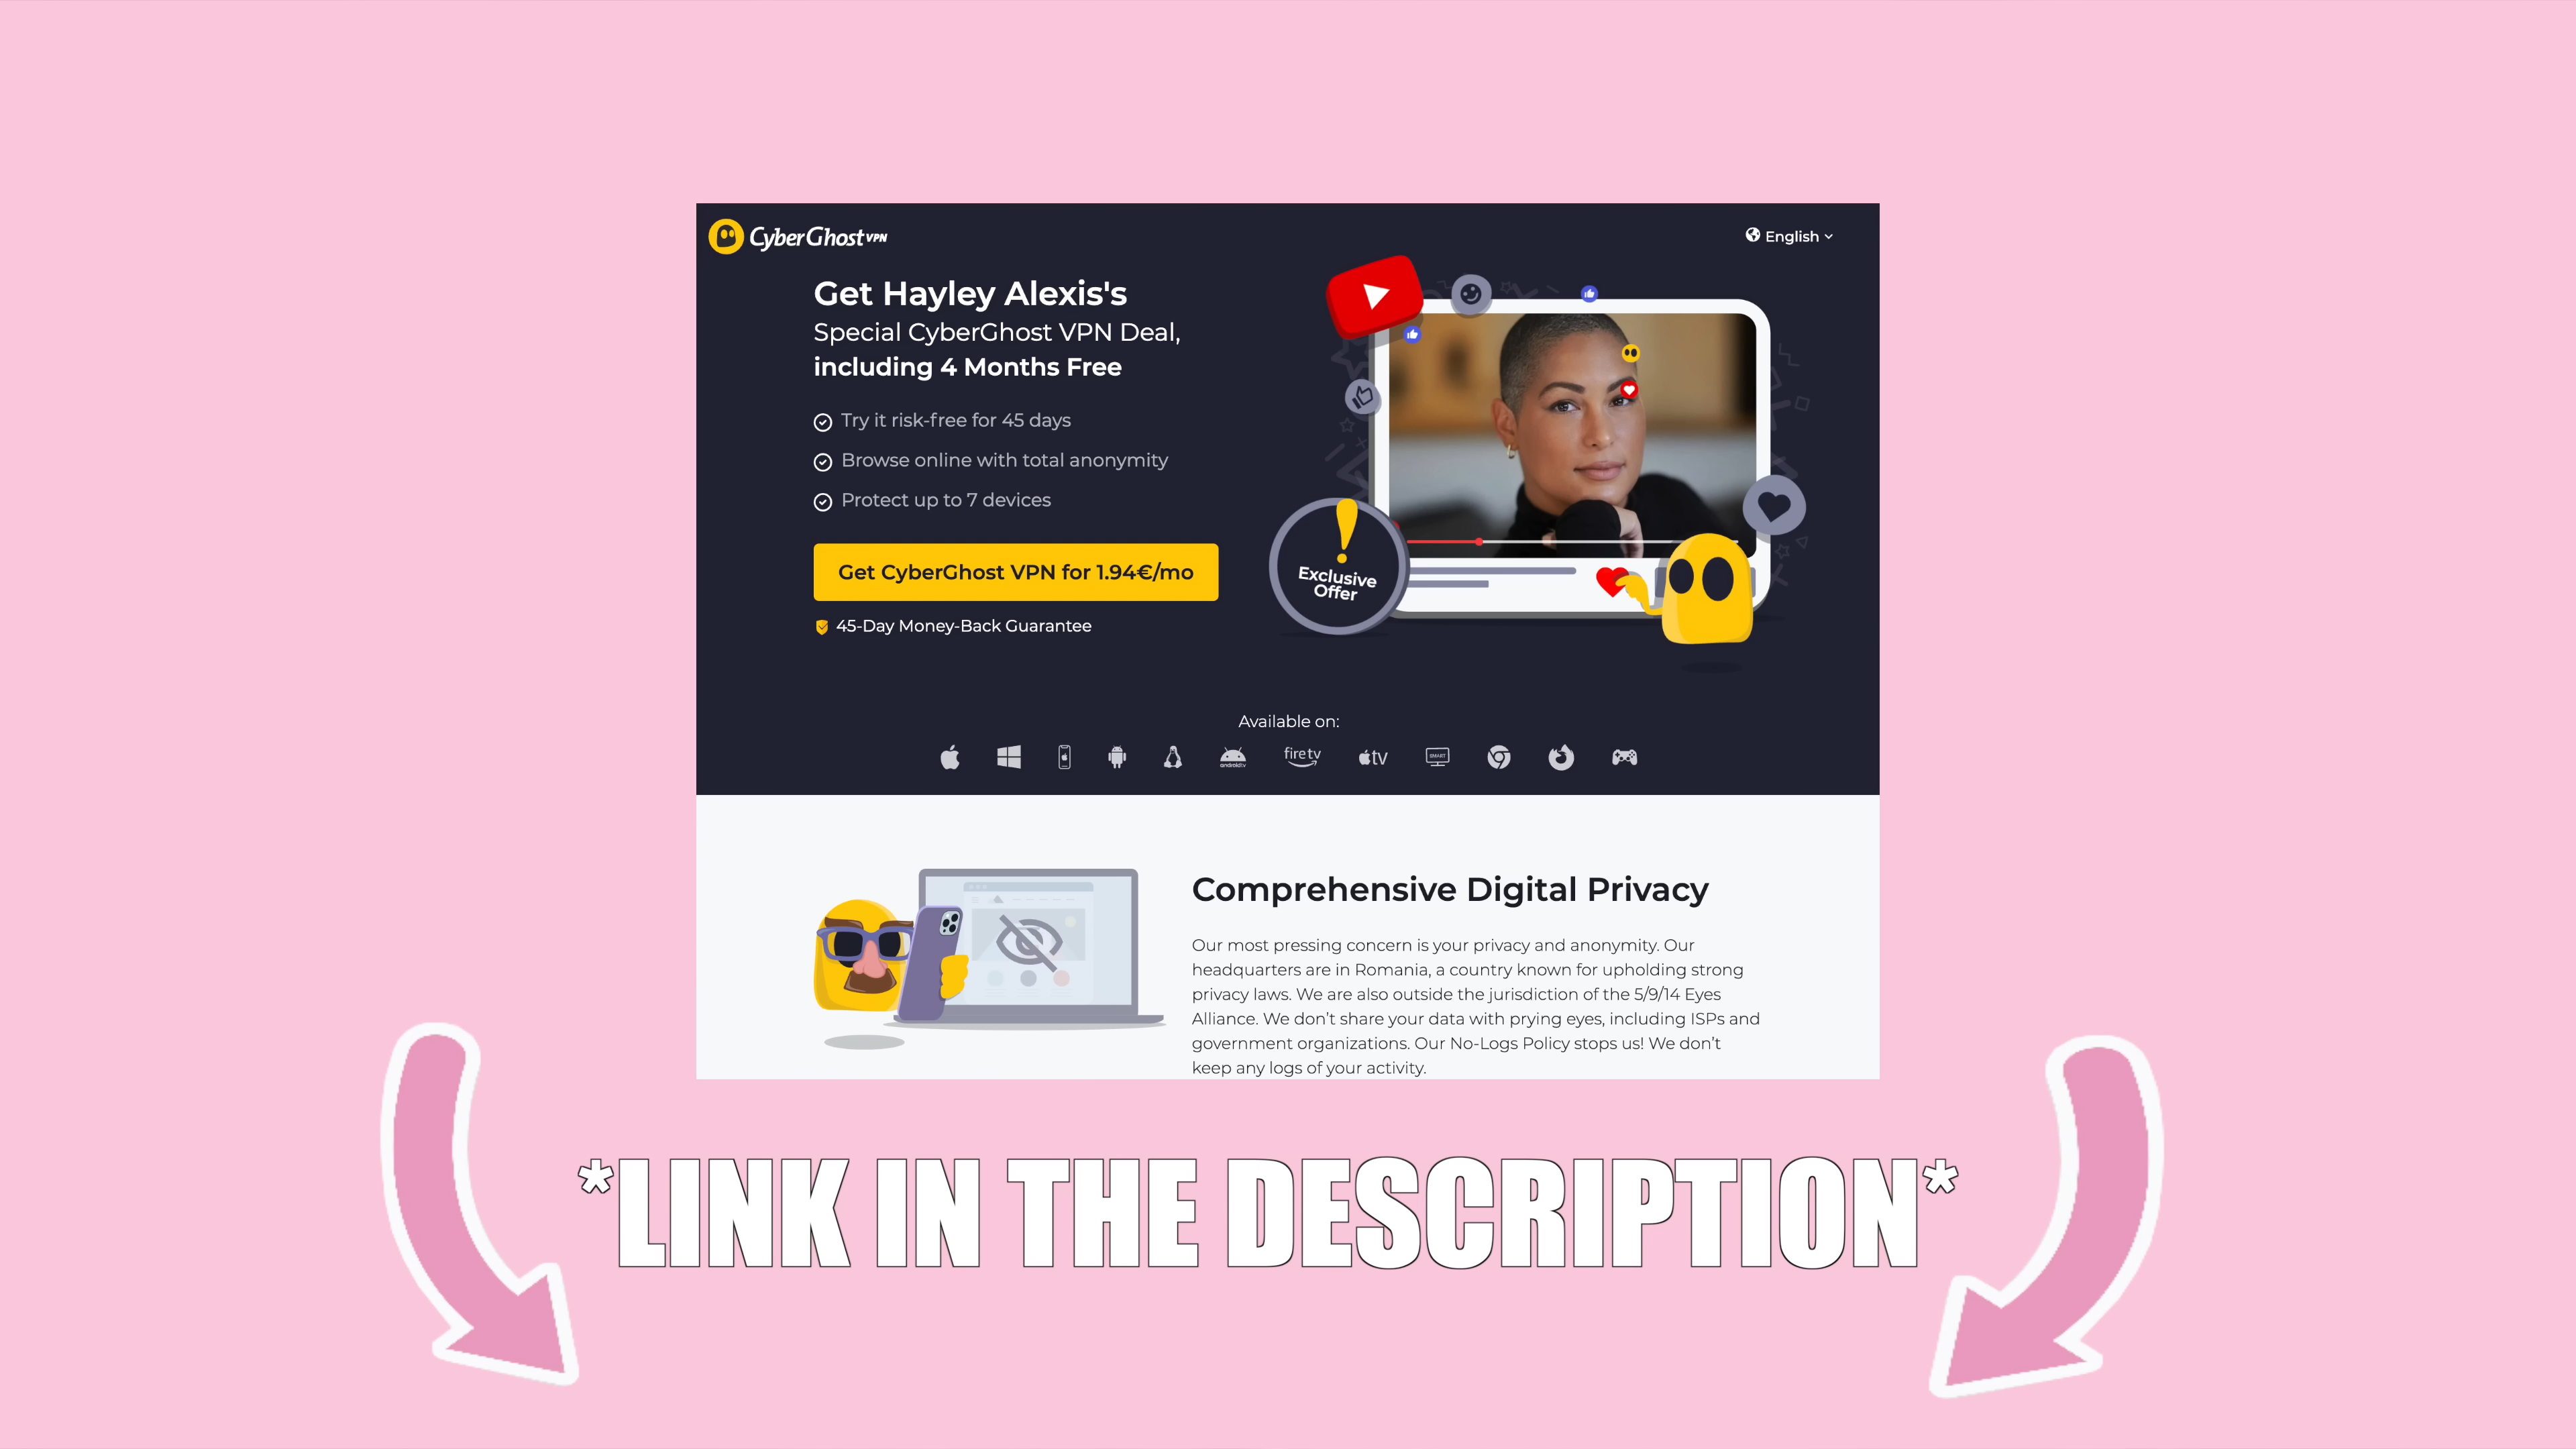 CyberGhost VPN
English
Get Hayley Alexis's
Special CyberGhost VPN Deal,
including 4 Months Free
Try it risk-free for 45 days
Browse online with total anonymity
Protect up to 7 devices
Get CyberGhost VPN for 1.94€/mo
45-Day Money-Back Guarantee
Exclusive
Offer
Available on:
androidtv
fire tv
tv
SMART
Comprehensive Digital Privacy
Our most pressing concern is your privacy and anonymity. Our
headquarters are in Romania, a country known for upholding strong
privacy laws. We are also outside the jurisdiction of the 5/9/14 Eyes
Alliance. We don't share your data with prying eyes, including ISPs and
government organizations. Our No-Logs Policy stops us! We don't
keep any logs of your activity.
*LINK IN THE DESCRIPTION*